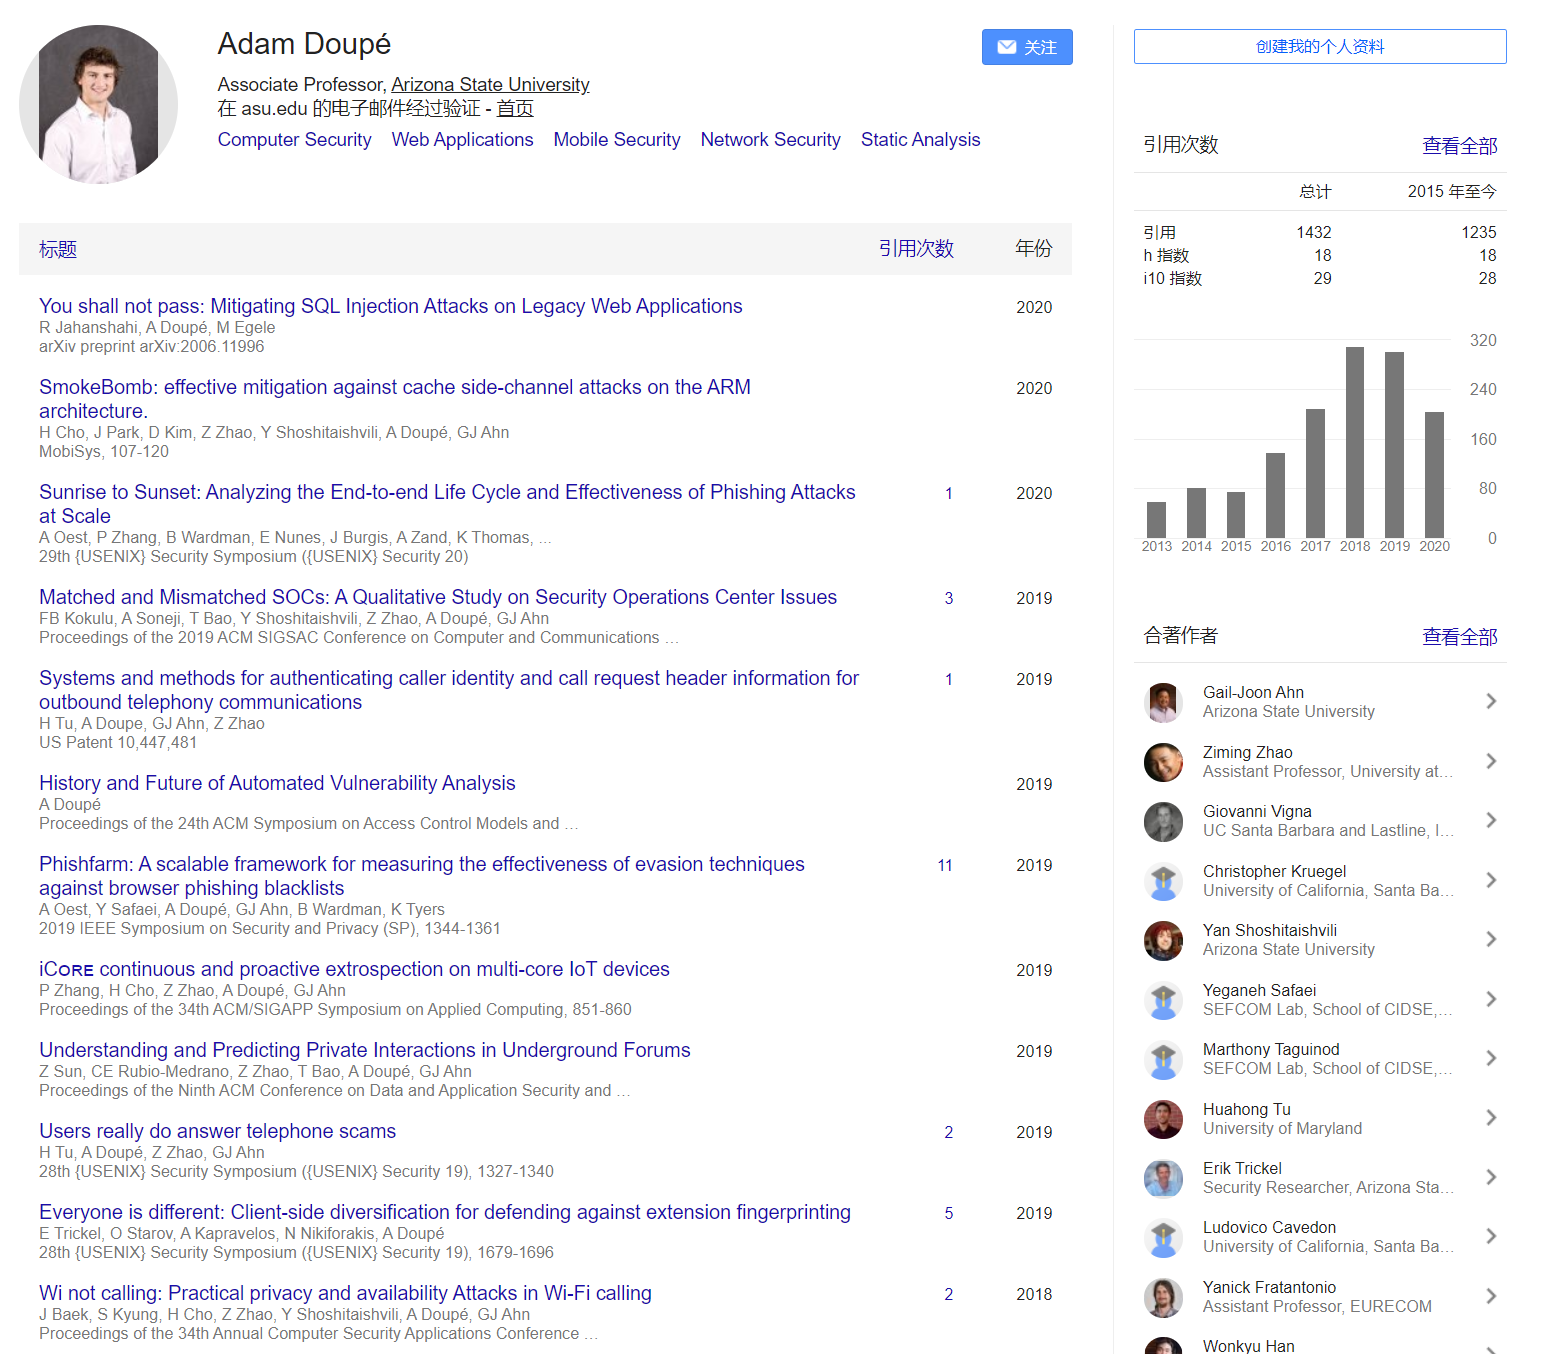 Adam Doupé
关注
Associate Professor, Arizona State University
在 asu.edu 的电子邮件经过验证 - 首页
Computer Security Web Applications Mobile Security Network Security Static Analysis
标题 引用次数 年份
You shall not pass: Mitigating SQL Injection Attacks on Legacy Web Applications 2020
R Jahanshahi, A Doupé, M Egele
arXiv preprint arXiv:2006.11996
SmokeBomb: effective mitigation against cache side-channel attacks on the ARM 2020
architecture.
H Cho, J Park, D Kim, Z Zhao, Y Shoshitaishvili, A Doupé, GJ Ahn
MobiSys, 107-120
Sunrise to Sunset: Analyzing the End-to-end Life Cycle and Effectiveness of Phishing Attacks 1 2020
at Scale
A Oest, P Zhang, B Wardman, E Nunes, J Burgis, A Zand, K Thomas, ...
29th {USENIX} Security Symposium ({USENIX} Security 20)
Matched and Mismatched SOCs: A Qualitative Study on Security Operations Center Issues 3 2019
FB Kokulu, A Soneji, T Bao, Y Shoshitaishvili, Z Zhao, A Doupé, GJ Ahn
Proceedings of the 2019 ACM SIGSAC Conference on Computer and Communications …
Systems and methods for authenticating caller identity and call request header information for 1 2019
outbound telephony communications
H Tu, A Doupe, GJ Ahn, Z Zhao
US Patent 10,447,481
History and Future of Automated Vulnerability Analysis 2019
A Doupé
Proceedings of the 24th ACM Symposium on Access Control Models and …
Phishfarm: A scalable framework for measuring the effectiveness of evasion techniques 11 2019
against browser phishing blacklists
A Oest, Y Safaei, A Doupé, GJ Ahn, B Wardman, K Tyers
2019 IEEE Symposium on Security and Privacy (SP), 1344-1361
iCᴏʀᴇ continuous and proactive extrospection on multi-core IoT devices 2019
P Zhang, H Cho, Z Zhao, A Doupé, GJ Ahn
Proceedings of the 34th ACM/SIGAPP Symposium on Applied Computing, 851-860
Understanding and Predicting Private Interactions in Underground Forums 2019
Z Sun, CE Rubio-Medrano, Z Zhao, T Bao, A Doupé, GJ Ahn
Proceedings of the Ninth ACM Conference on Data and Application Security and …
Users really do answer telephone scams 2 2019
H Tu, A Doupé, Z Zhao, GJ Ahn
28th {USENIX} Security Symposium ({USENIX} Security 19), 1327-1340
Everyone is different: Client-side diversification for defending against extension fingerprinting 5 2019
E Trickel, O Starov, A Kapravelos, N Nikiforakis, A Doupé
28th {USENIX} Security Symposium ({USENIX} Security 19), 1679-1696
Wi not calling: Practical privacy and availability Attacks in Wi-Fi calling 2 2018
J Baek, S Kyung, H Cho, Z Zhao, Y Shoshitaishvili, A Doupé, GJ Ahn
Proceedings of the 34th Annual Computer Security Applications Conference …
创建我的个人资料
引用次数 查看全部
总计 2015 年至今
引用 1432 1235
h 指数 18 18
i10 指数 29 28
320
240
160
80
0
2013 2014 2015 2016 2017 2018 2019 2020
合著作者 查看全部
Gail-Joon Ahn
Arizona State University
Ziming Zhao
Assistant Professor, University at…
Giovanni Vigna
UC Santa Barbara and Lastline, I…
Christopher Kruegel
University of California, Santa Ba…
Yan Shoshitaishvili
Arizona State University
Yeganeh Safaei
SEFCOM Lab, School of CIDSE,…
Marthony Taguinod
SEFCOM Lab, School of CIDSE,…
Huahong Tu
University of Maryland
Erik Trickel
Security Researcher, Arizona Sta…
Ludovico Cavedon
University of California, Santa Ba…
Yanick Fratantonio
Assistant Professor, EURECOM
Wonkyu Han